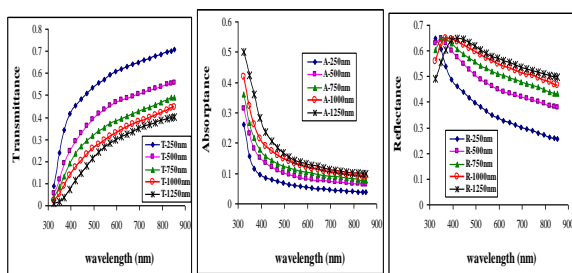 Transmittance
0.8
0.7
0.6
0.5
0.4
0.3
0.2
0.1
0
300 400 500 600 700 800 900
T-250nm
T-500nm
T-750nm
T-1000nm
T-1250nm
wavelength (nm)
Absorptance
0.6
0.5
0.4
0.3
0.2
0.1
0
300 400 500 600 700 800 900
A-250nm
A-500nm
A-750nm
A-1000nm
A-1250nm
wavelength (nm)
Reflectance
0.7
0.6
0.5
0.4
0.3
0.2
0.1
0
300 400 500 600 700 800 900
R-250nm
R-500nm
R-750nm
R-1000nm
R-1250nm
wavelength (nm)